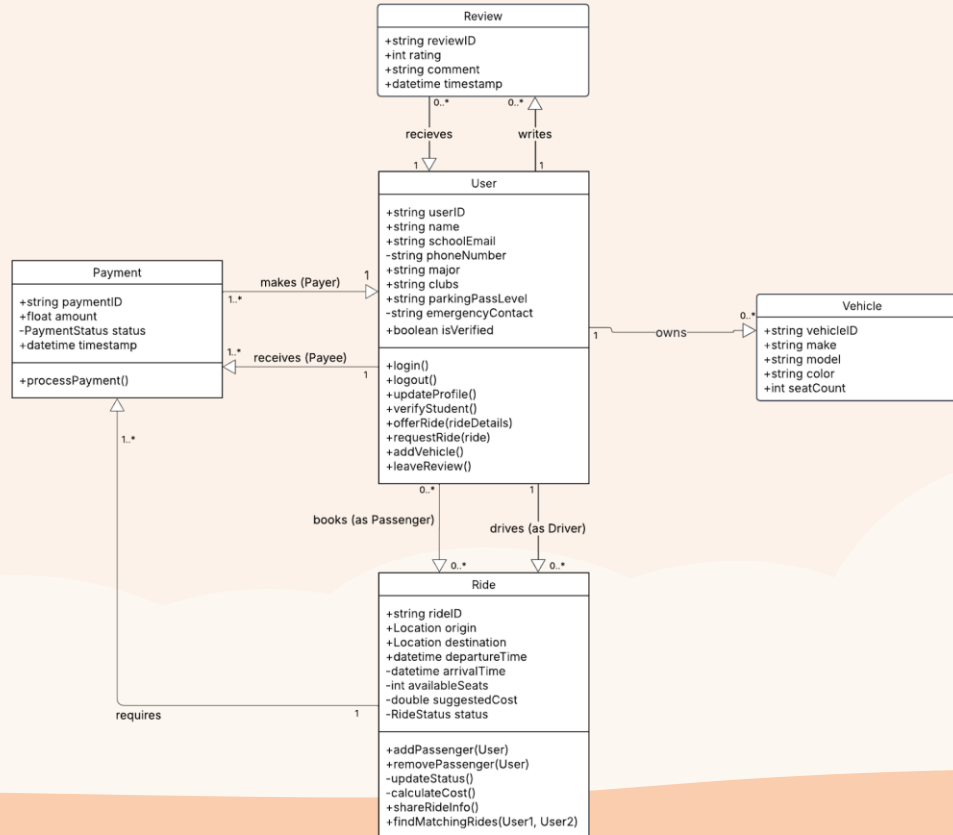 Review
+string reviewID
+int rating
+string comment
+datetime timestamp
0..*
0..*
recieves
writes
1
1
User
+string userID
+string name
+string schoolEmail
-string phoneNumber
+string major
+string clubs
+string parkingPassLevel
-string emergencyContact
+boolean isVerified
+login()
+logout()
+updateProfile()
+verifyStudent()
+offerRide(rideDetails)
+requestRide(ride)
+addVehicle()
+leaveReview()
Payment
+string paymentID
+float amount
-PaymentStatus status
+datetime timestamp
+processPayment()
makes (Payer)
1
1..*
1..*
receives (Payee)
1
1
owns
0..*
Vehicle
+string vehicleID
+string make
+string model
+string color
+int seatCount
0..*
1
books (as Passenger)
drives (as Driver)
0..*
0..*
1..*
requires
1
Ride
+string rideID
+Location origin
+Location destination
+datetime departureTime
-datetime arrivalTime
-int availableSeats
-double suggestedCost
-RideStatus status
+addPassenger(User)
+removePassenger(User)
-updateStatus()
-calculateCost()
+shareRideInfo()
+findMatchingRides(User1, User2)